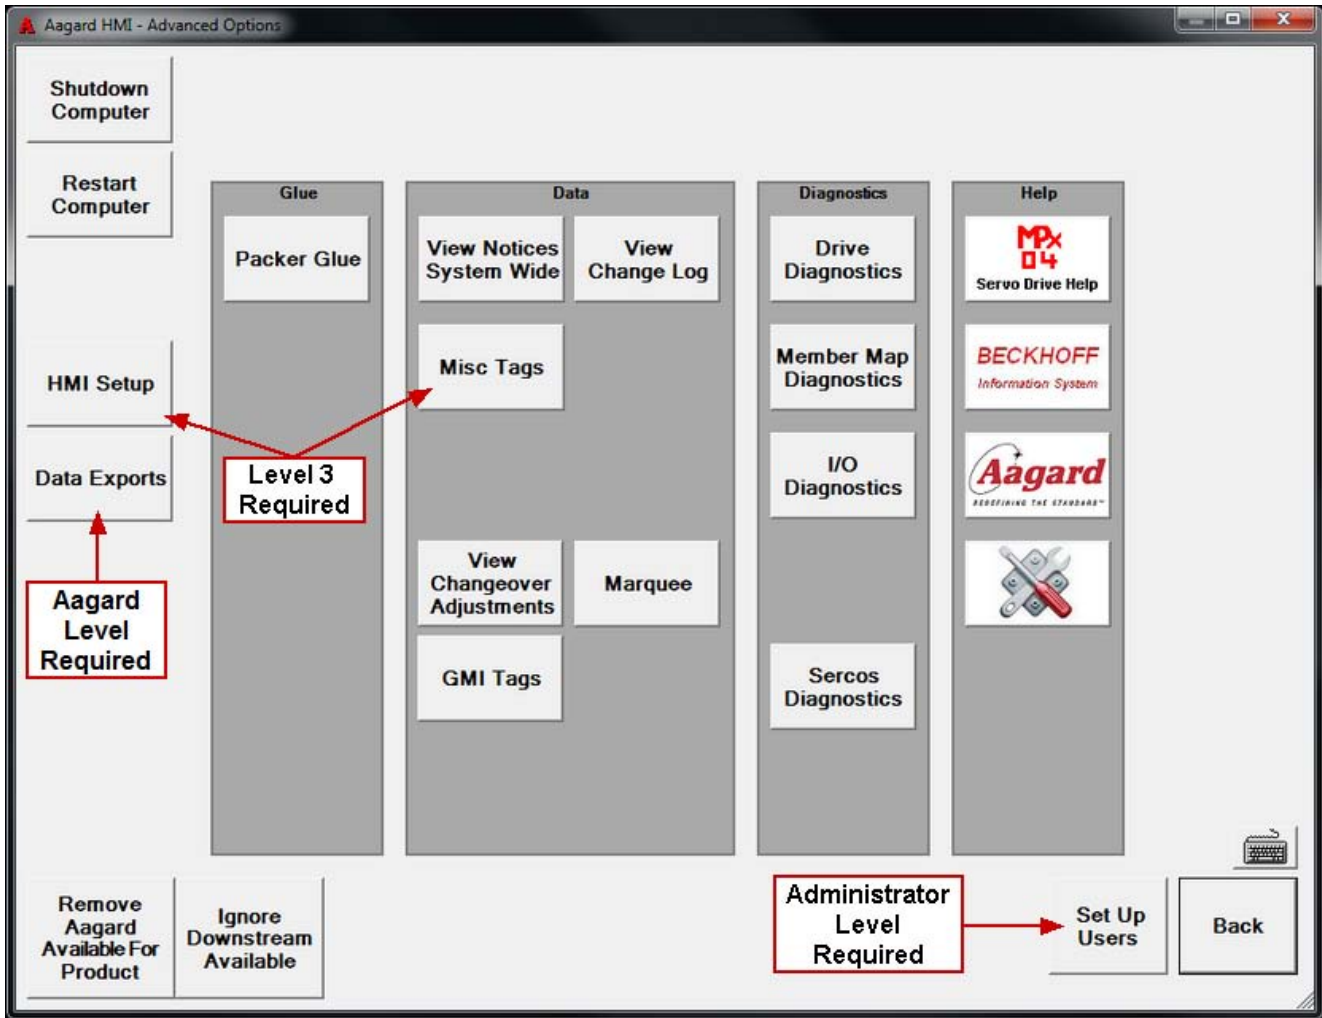 Aagard HMI - Advanced Options
Shutdown
Computer
Restart
Computer
HMI Setup
Data Exports
Level 3
Required
Aagard
Level
Required
Glue
Packer Glue
Data
View Notices
System Wide
View
Change Log
Misc Tags
View
Changeover
Adjustments
Marquee
GMI Tags
Diagnostics
Drive
Diagnostics
Member Map
Diagnostics
I/O
Diagnostics
Sercos
Diagnostics
Help
MPx
04
Servo Drive Help
BECKHOFF
Information System
Aagard
REDEFINING THE STANDARD™
Remove
Aagard
Available For
Product
Ignore
Downstream
Available
Administrator
Level
Required
Set Up
Users
Back